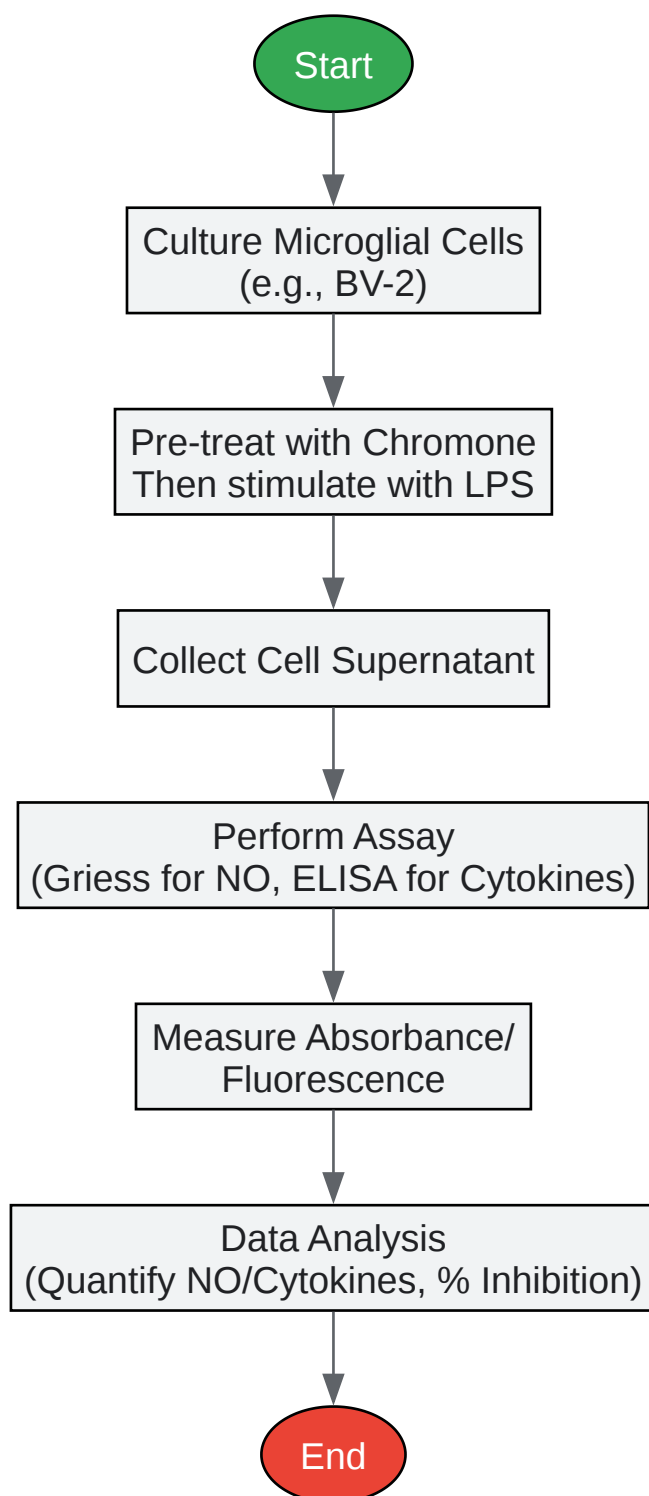 Start
Culture Microglial Cells
(e.g., BV-2)
Pre-treat with Chromone
Then stimulate with LPS
Collect Cell Supernatant
Perform Assay
(Griess for NO, ELISA for Cytokines)
Measure Absorbance/
Fluorescence
Data Analysis
(Quantify NO/Cytokines, % Inhibition)
End